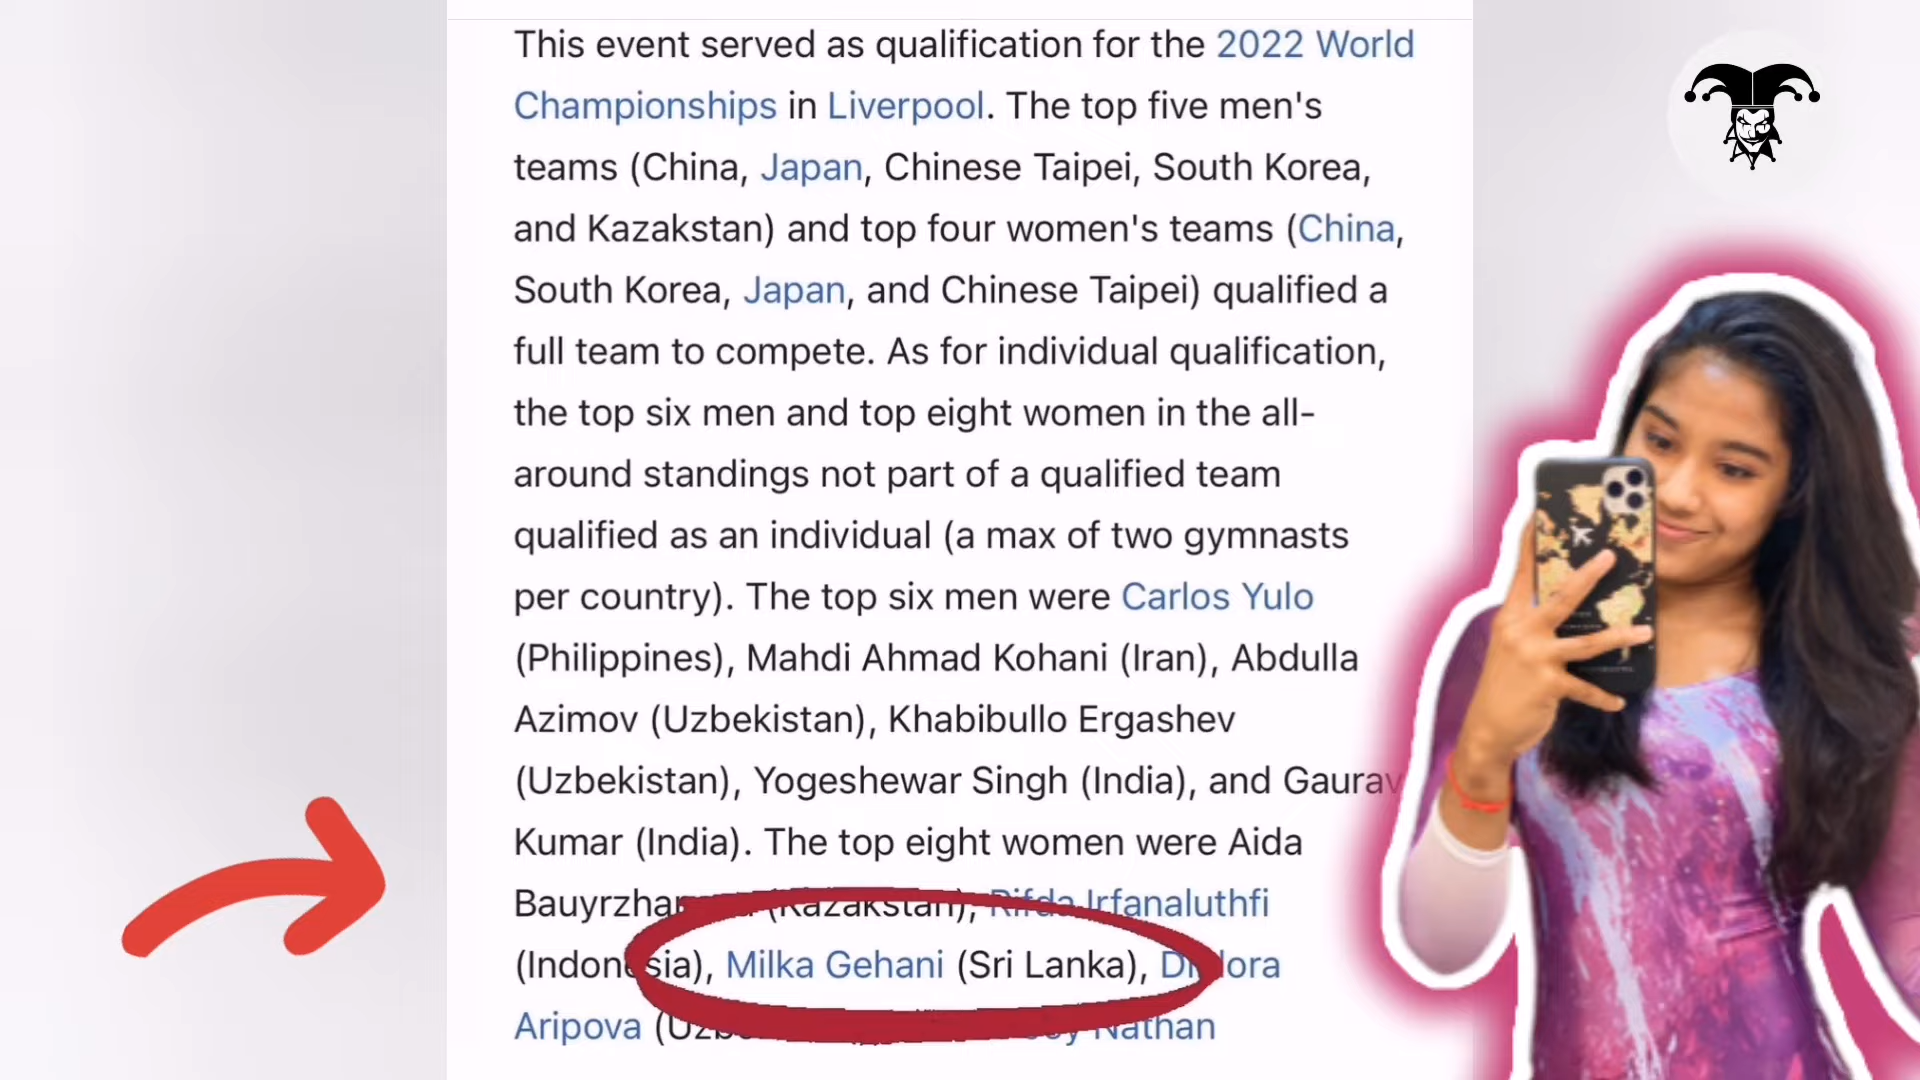 This event served as qualification for the 2022 World
Championships in Liverpool. The top five men's
teams (China, Japan, Chinese Taipei, South Korea,
and Kazakstan) and top four women's teams (China,
South Korea, Japan, and Chinese Taipei) qualified a
full team to compete. As for individual qualification,
the top six men and top eight women in the all-
around standings not part of a qualified team
qualified as an individual (a max of two gymnasts
per country). The top six men were Carlos Yulo
(Philippines), Mahdi Ahmad Kohani (Iran), Abdulla
Azimov (Uzbekistan), Khabibullo Ergashev
(Uzbekistan), Yogeshewar Singh (India), and Gaurav
Kumar (India). The top eight women were Aida
(Kazakstan), Rifda Irfanaluthfi
(Indonesia), Milka Gehani (Sri Lanka),
Aripova Nathan